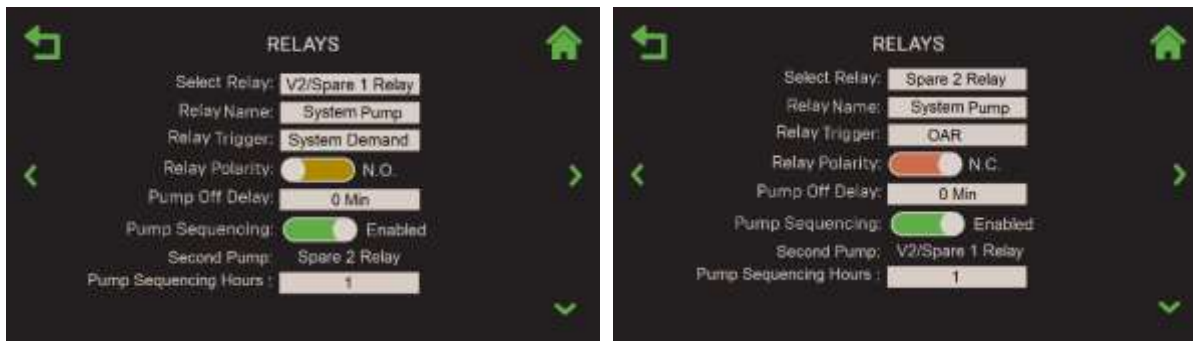 RELAYS
Select Relay: V2/Spare 1 Relay
Relay Name: System Pump
Relay Trigger: System Demand
Relay Polarity: N.O.
Pump Off Delay: 0 Min
Pump Sequencing: Enabled
Second Pump: Spare 2 Relay
Pump Sequencing Hours : 1
RELAYS
Select Relay: Spare 2 Relay
Relay Name: System Pump
Relay Trigger: OAR
Relay Polarity: N.C.
Pump Off Delay: 0 Min
Pump Sequencing: Enabled
Second Pump: V2/Spare 1 Relay
Pump Sequencing Hours : 1